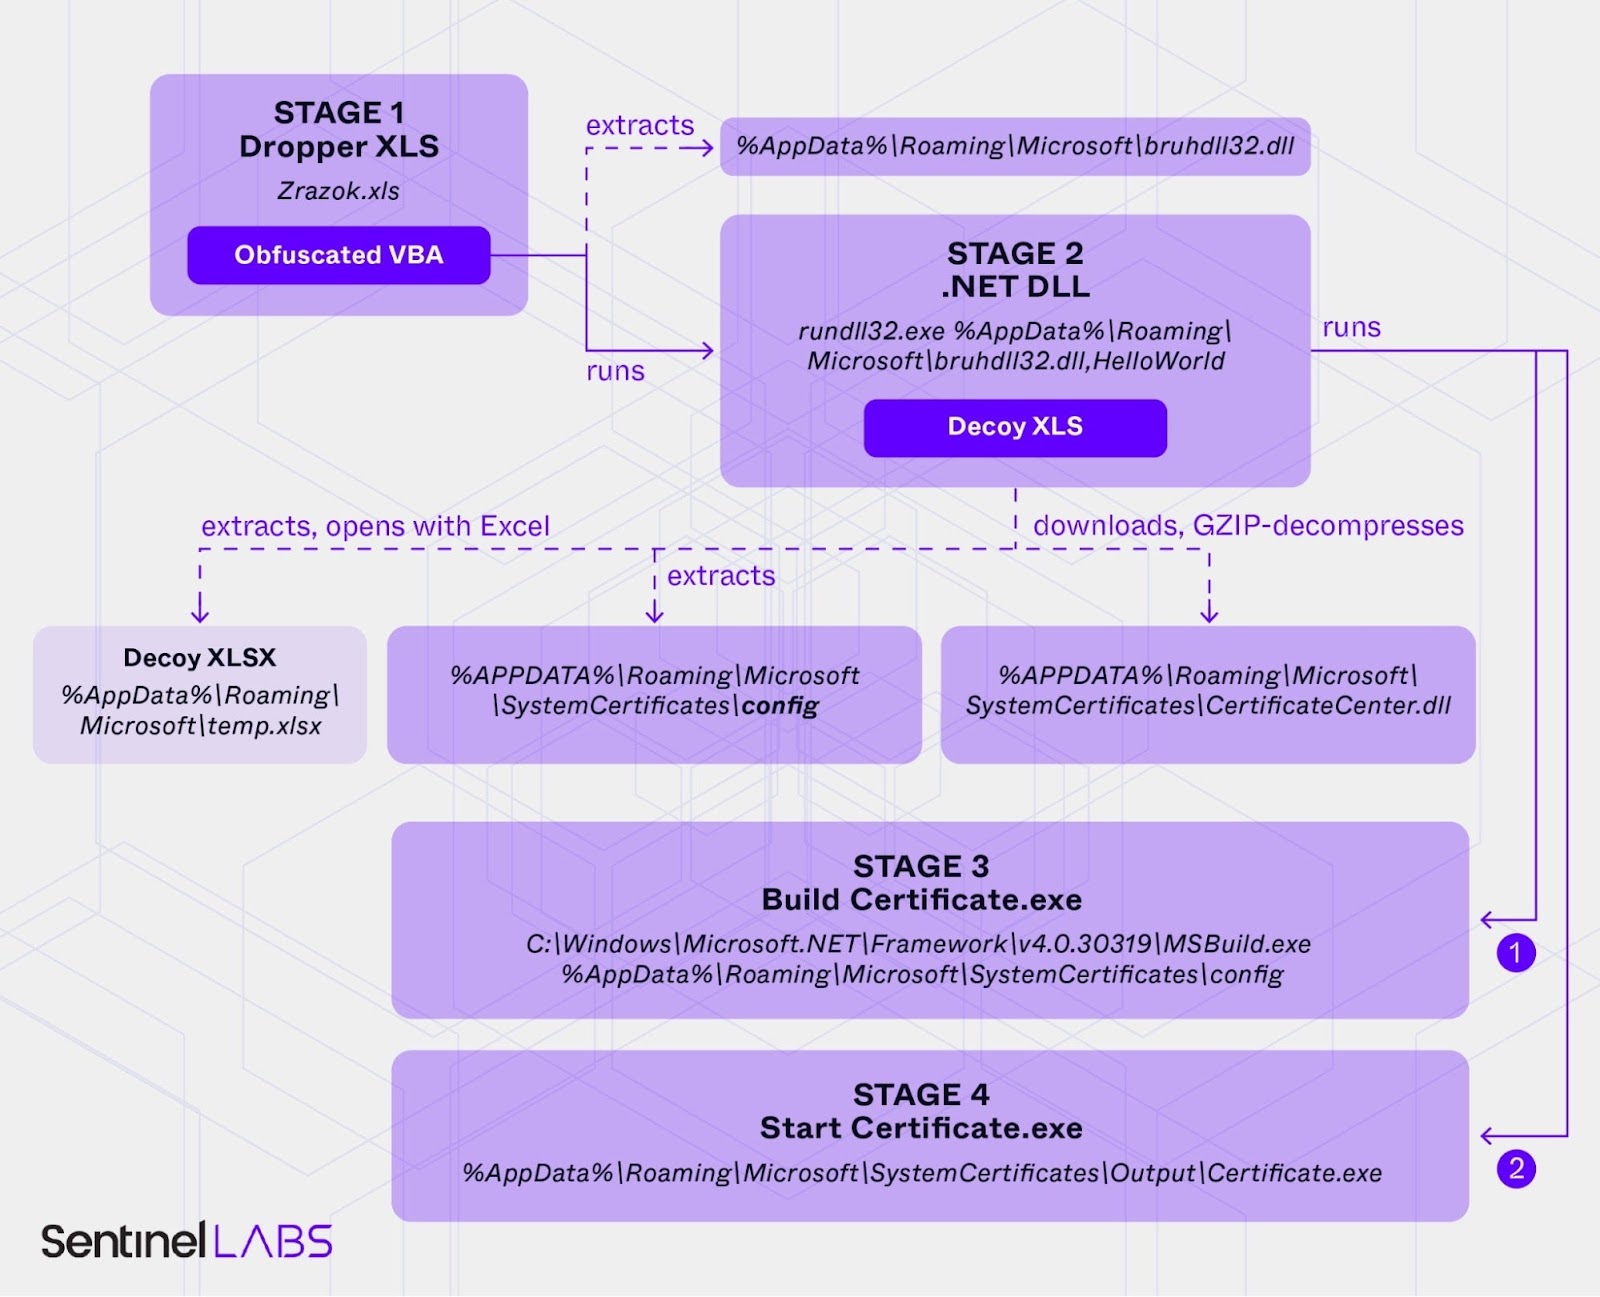 STAGE 1
Dropper XLS
Zrazok.xls
Obfuscated VBA
extracts
%AppData%\Roaming\Microsoft\bruhdll32.dll
runs
STAGE 2
.NET DLL
rundll32.exe %AppData%\Roaming\
Microsoft\bruhdll32.dll,HelloWorld
Decoy XLS
runs
extracts, opens with Excel
extracts
downloads, GZIP-decompresses
Decoy XLSX
%AppData%\Roaming\
Microsoft\temp.xlsx
%APPDATA%\Roaming\Microsoft
\SystemCertificates\config
%APPDATA%\Roaming\Microsoft\
SystemCertificates\CertificateCenter.dll
STAGE 3
Build Certificate.exe
C:\Windows\Microsoft.NET\Framework\v4.0.30319\MSBuild.exe
%AppData%\Roaming\Microsoft\SystemCertificates\config
1
STAGE 4
Start Certificate.exe
%AppData%\Roaming\Microsoft\SystemCertificates\Output\Certificate.exe
2
SentinelLABS